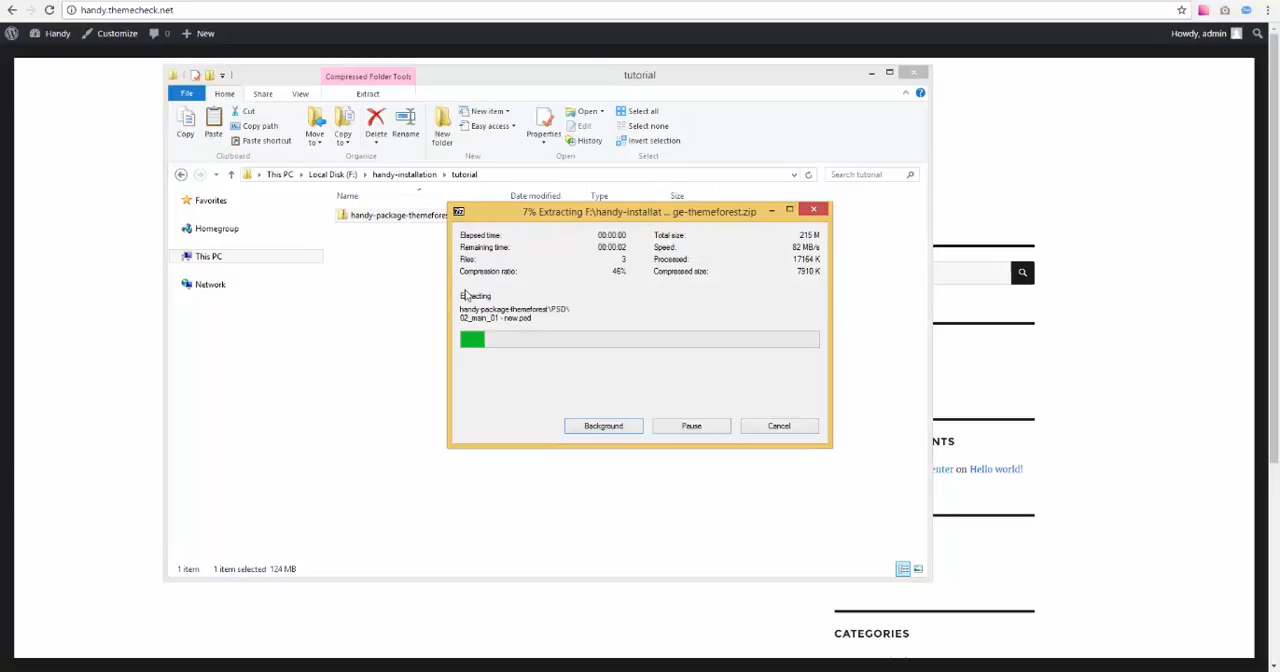 handy.themecheck.net
Handy Customize 0 New Howdy, admin
Compressed Folder Tools tutorial
File Home Share View Extract
Copy Paste Cut Copy path Paste shortcut Move to Copy to Delete Rename New folder New item Easy access Properties Open Edit History Select all Select none Invert selection
Clipboard Organize New Open Select
This PC Local Disk (F:) handy-installation tutorial Search tutorial
Name Date modified Type Size
Favorites
handy-package-themefores
Homegroup
This PC
Network
7% Extracting F:\handy-installat ... ge-themeforest.zip
Elapsed time: 00:00:00 Total size: 215 M
Remaining time: 00:00:02 Speed: 82 MB/s
Files: 3 Processed: 17164 K
Compression ratio: 46% Compressed size: 7910 K
Extracting
handy-package-themeforest\PSD\
02_main_01 - new.psd
Background Pause Cancel
NTS
enter on Hello world!
1 item 1 item selected 124 MB
CATEGORIES